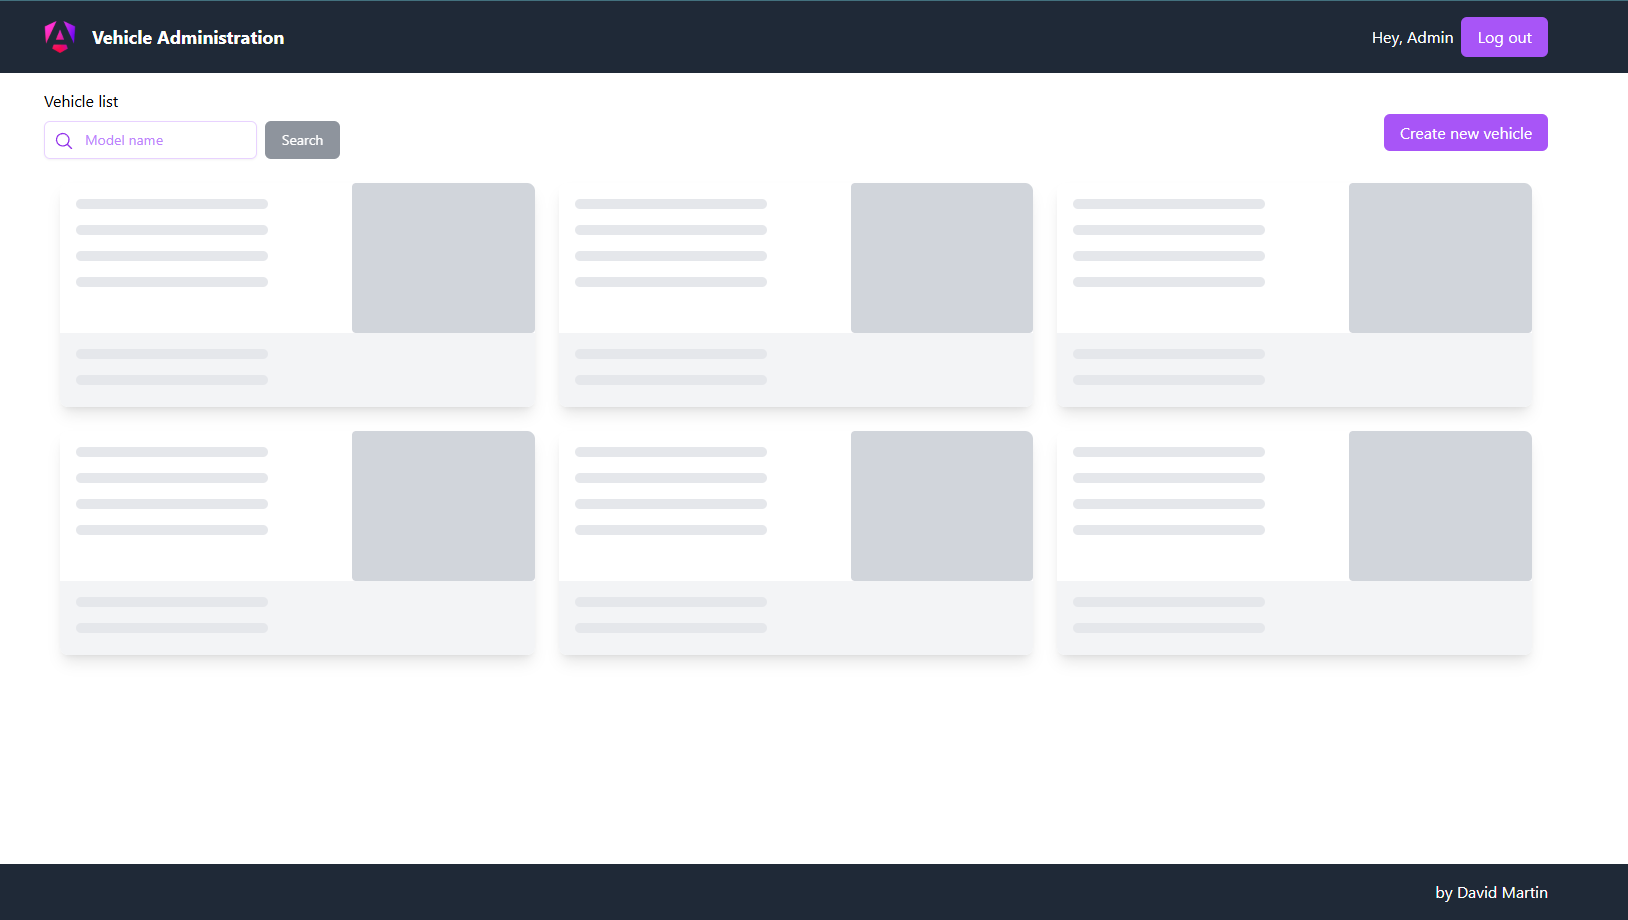 Vehicle Administration
Hey, Admin
Log out
Vehicle list
Model name
Search
Create new vehicle
by David Martin